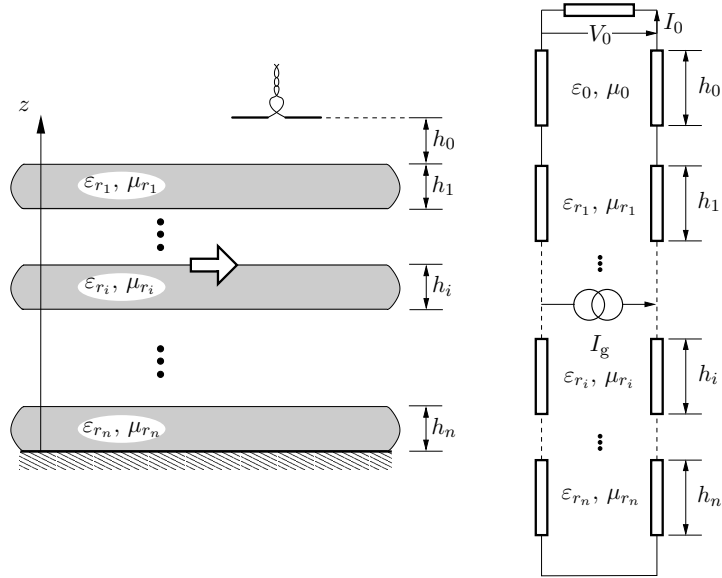 z
h₀
εᵣ₁, μᵣ₁
h₁
εᵣᵢ, μᵣᵢ
hᵢ
εᵣₙ, μᵣₙ
hₙ
V₀
I₀
ε₀, μ₀
h₀
εᵣ₁, μᵣ₁
h₁
I_g
εᵣᵢ, μᵣᵢ
hᵢ
εᵣₙ, μᵣₙ
hₙ